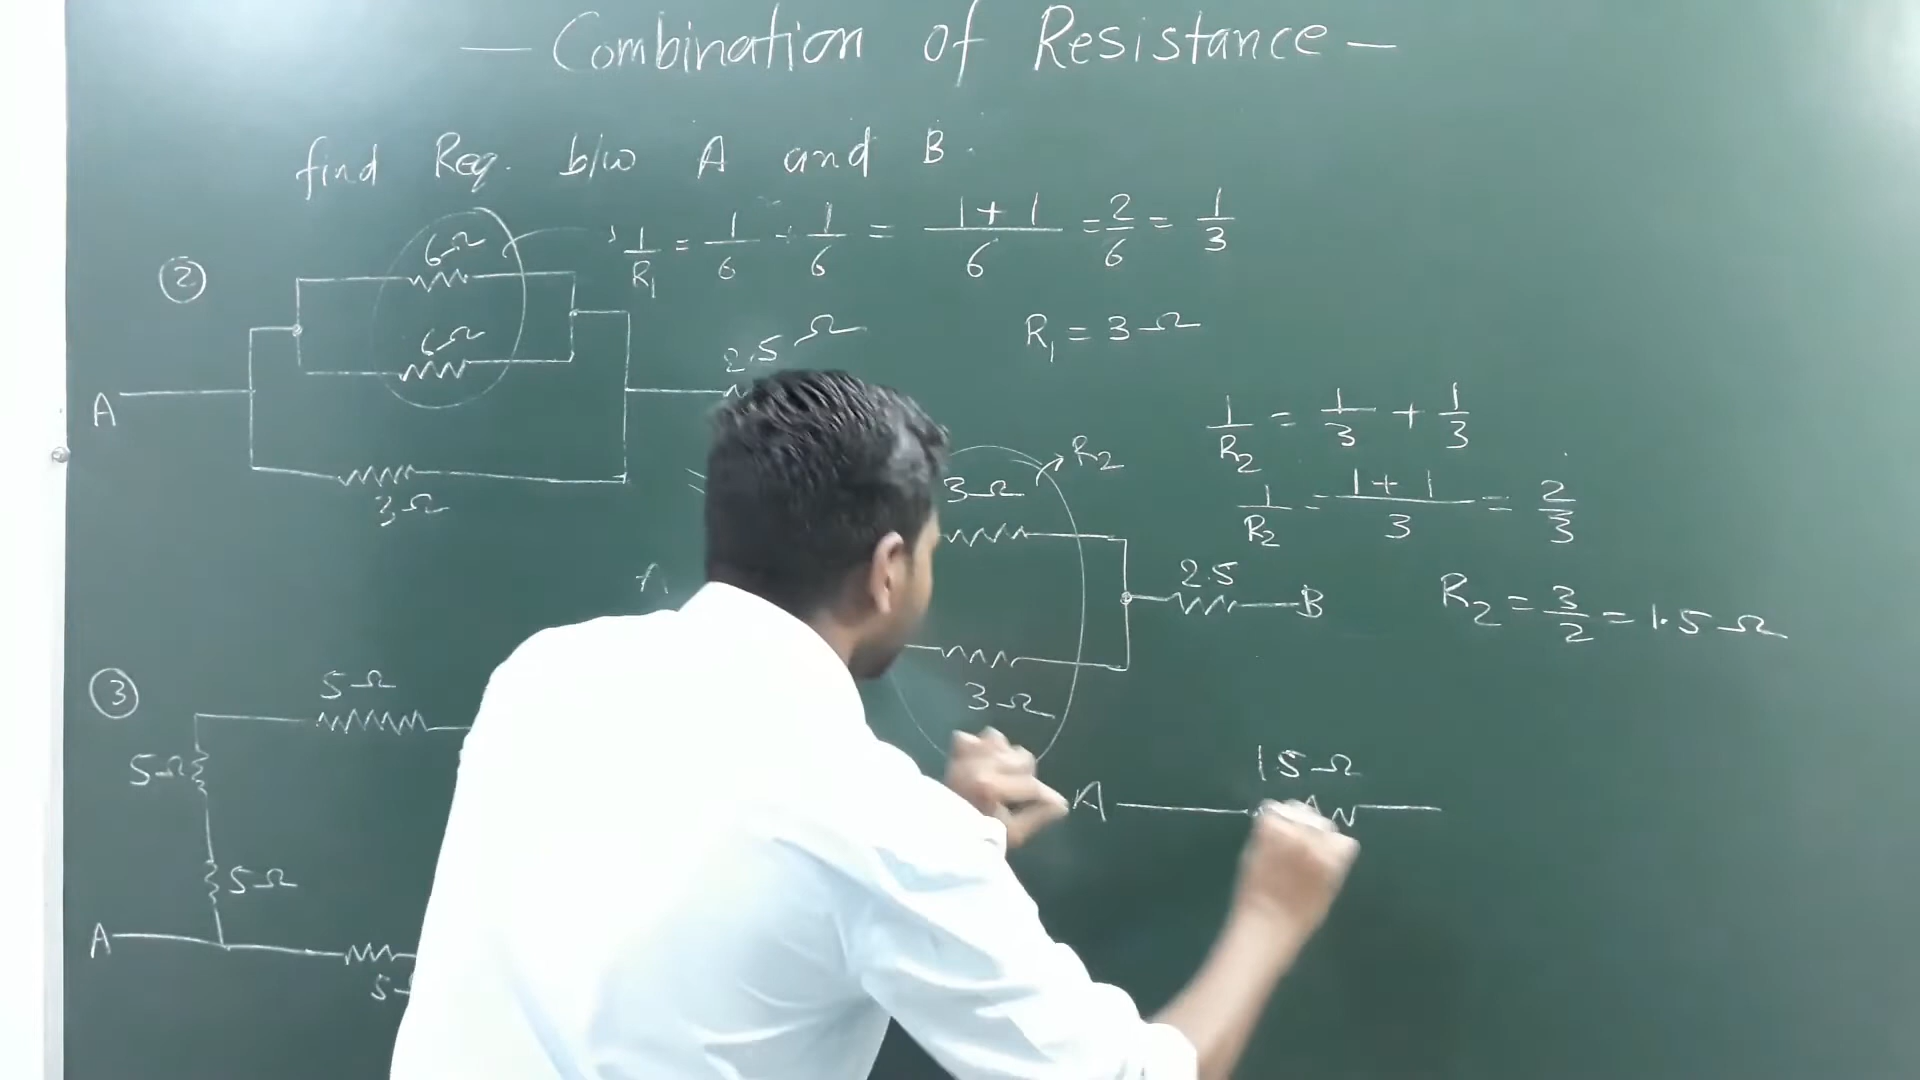 — Combination of Resistance —
find Req. b/w A and B.
②
6Ω
6Ω
A
3Ω
2.5 Ω
1/R₁ = 1/6 + 1/6 = 1+1/6 = 2/6 = 1/3
R₁ = 3Ω
R₂
3Ω
A
3Ω
2.5
B
1/R₂ = 1/3 + 1/3
1/R₂ = 1+1/3 = 2/3
R₂ = 3/2 = 1.5Ω
③
5Ω
5Ω
5Ω
A
A
1.5Ω